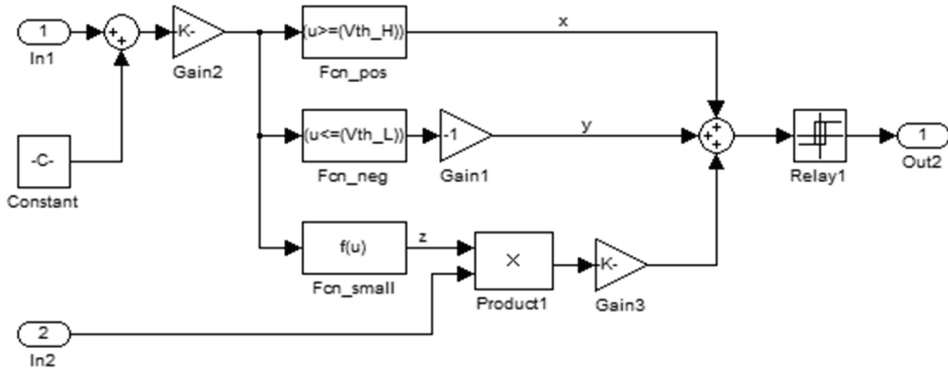 1
In1
+
+
K-
Gain2
(u>=(Vth_H))
Fcn_pos
x
-C-
Constant
(u<=(Vth_L))
Fcn_neg
-1
Gain1
y
+
+
+
Relay1
1
Out2
f(u)
Fcn_small
z
×
Product1
K-
Gain3
2
In2